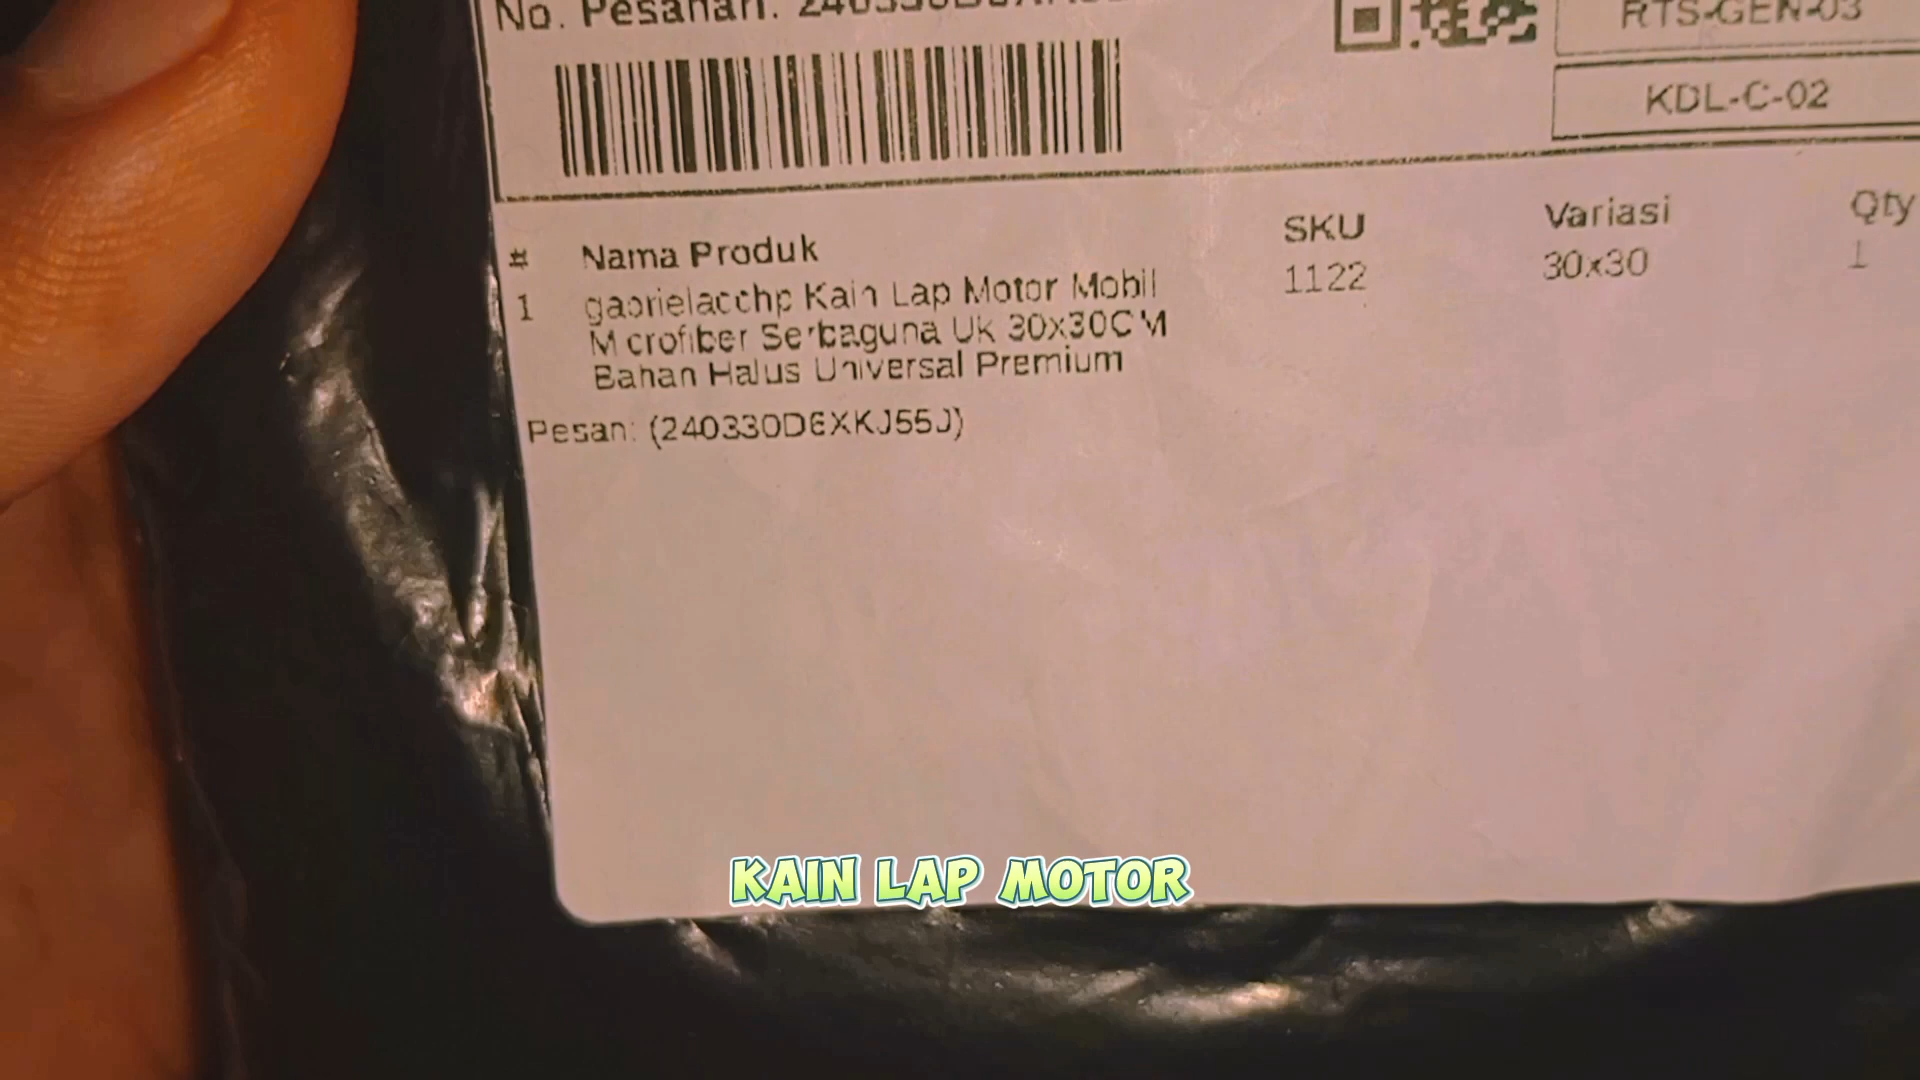 No. Pesanan:
RTS-GEN-03
KDL-C-02
# Nama Produk SKU Variasi Qty
1 gabrielacchp Kain Lap Motor Mobil 1122 30x30 1
Microfiber Serbaguna Uk 30x30CM
Bahan Halus Universal Premium
Pesan: (240330D6XKJ55J)
KAIN LAP MOTOR